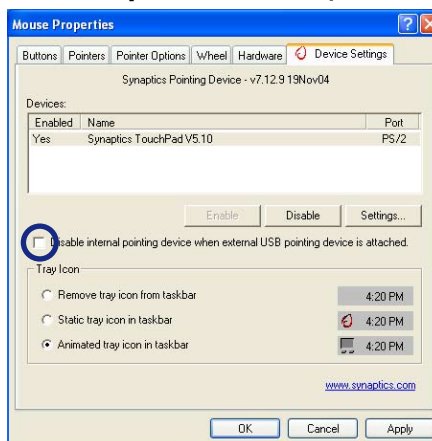 Mouse Properties
Buttons Pointers Pointer Options Wheel Hardware Device Settings
Synaptics Pointing Device - v7.12.9 19Nov04
Devices:
Enabled Name Port
Yes Synaptics TouchPad V5.10 PS/2
Enable Disable Settings...
Disable internal pointing device when external USB pointing device is attached.
Tray Icon
Remove tray icon from taskbar 4:20 PM
Static tray icon in taskbar 4:20 PM
Animated tray icon in taskbar 4:20 PM
www.synaptics.com
OK Cancel Apply